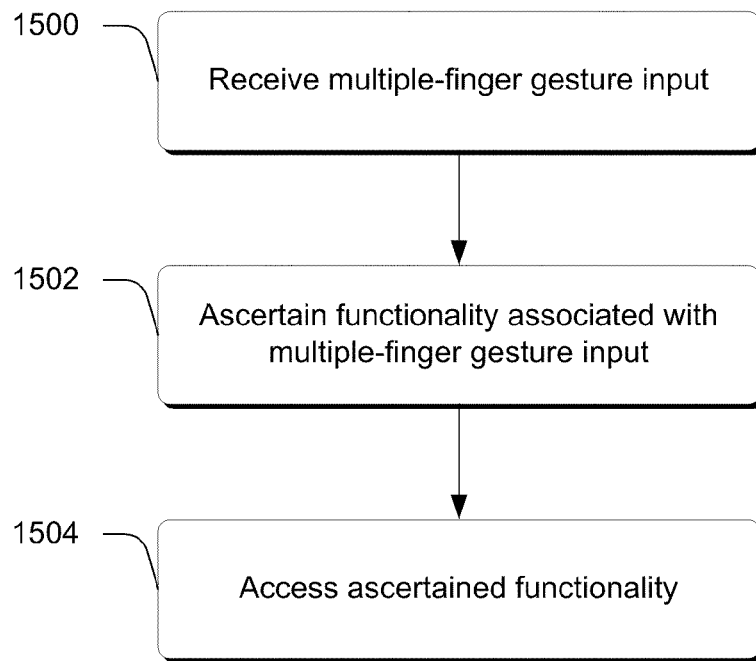 1500
Receive multiple-finger gesture input
1502
Ascertain functionality associated with
multiple-finger gesture input
1504
Access ascertained functionality